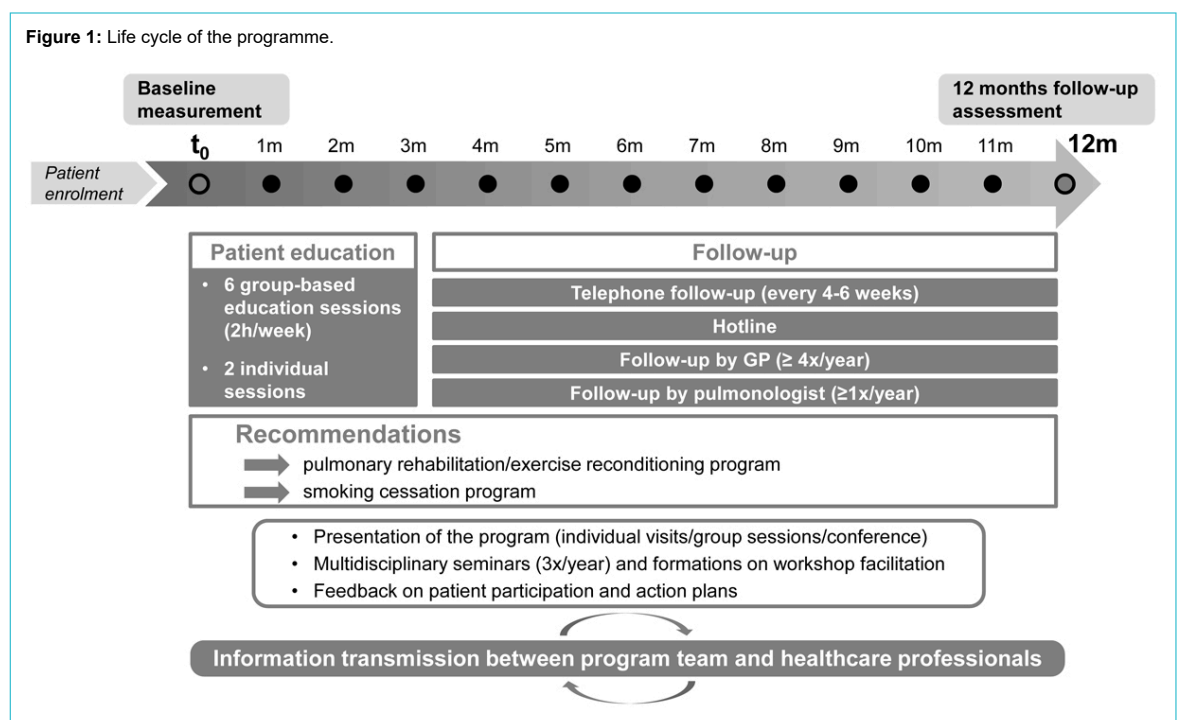 Figure 1: Life cycle of the programme.
Baseline
measurement
12 months follow-up
assessment
t0 1m 2m 3m 4m 5m 6m 7m 8m 9m 10m 11m 12m
Patient
enrolment
Patient education
• 6 group-based
education sessions
(2h/week)
• 2 individual
sessions
Follow-up
Telephone follow-up (every 4-6 weeks)
Hotline
Follow-up by GP (≥ 4x/year)
Follow-up by pulmonologist (≥1x/year)
Recommendations
pulmonary rehabilitation/exercise reconditioning program
smoking cessation program
• Presentation of the program (individual visits/group sessions/conference)
• Multidisciplinary seminars (3x/year) and formations on workshop facilitation
• Feedback on patient participation and action plans
Information transmission between program team and healthcare professionals